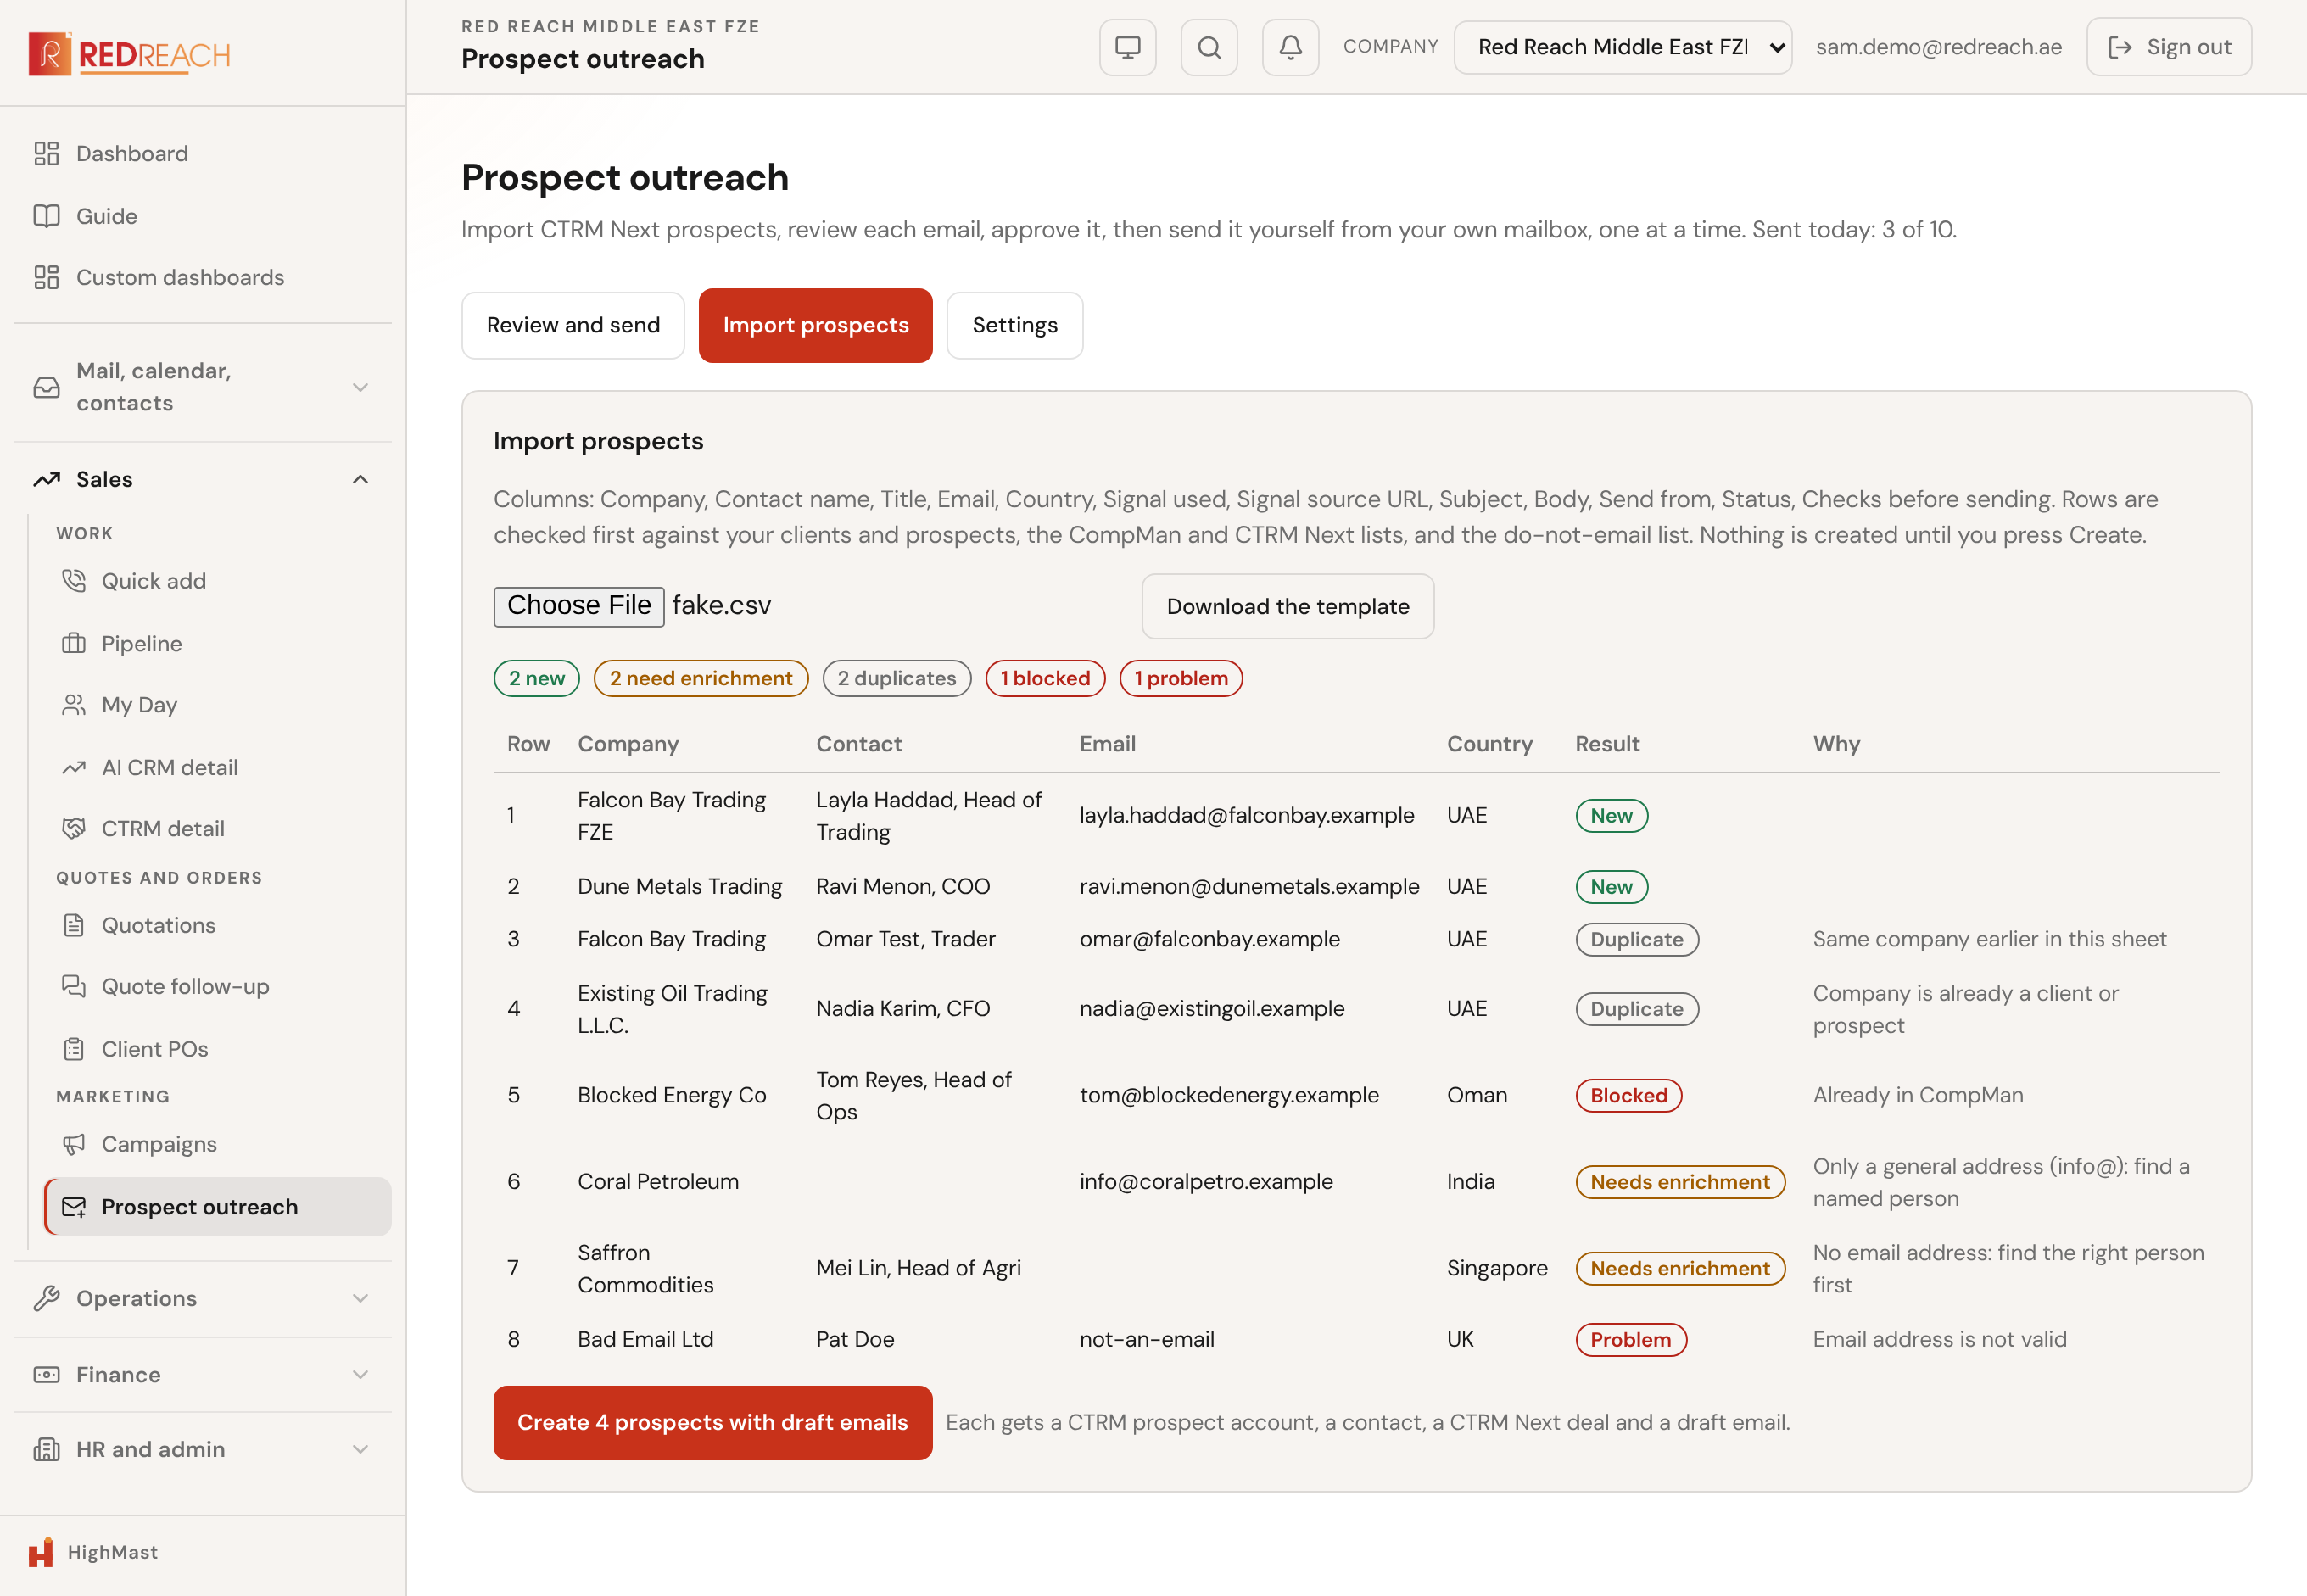 REDREACH
RED REACH MIDDLE EAST FZE
Prospect outreach
COMPANY
Red Reach Middle East FZ
sam.demo@redreach.ae
Sign out
Dashboard
Guide
Custom dashboards
Mail, calendar,
contacts
Sales
WORK
Quick add
Pipeline
My Day
AI CRM detail
CTRM detail
QUOTES AND ORDERS
Quotations
Quote follow-up
Client POs
MARKETING
Campaigns
Prospect outreach
Operations
Finance
HR and admin
HighMast
Prospect outreach
Import CTRM Next prospects, review each email, approve it, then send it yourself from your own mailbox, one at a time. Sent today: 3 of 10.
Review and send
Import prospects
Settings
Import prospects
Columns: Company, Contact name, Title, Email, Country, Signal used, Signal source URL, Subject, Body, Send from, Status, Checks before sending. Rows are
checked first against your clients and prospects, the CompMan and CTRM Next lists, and the do-not-email list. Nothing is created until you press Create.
Choose File fake.csv
Download the template
2 new 2 need enrichment 2 duplicates 1 blocked 1 problem
Row Company Contact Email Country Result Why
1 Falcon Bay Trading FZE Layla Haddad, Head of Trading layla.haddad@falconbay.example UAE New
2 Dune Metals Trading Ravi Menon, COO ravi.menon@dunemetals.example UAE New
3 Falcon Bay Trading Omar Test, Trader omar@falconbay.example UAE Duplicate Same company earlier in this sheet
4 Existing Oil Trading L.L.C. Nadia Karim, CFO nadia@existingoil.example UAE Duplicate Company is already a client or prospect
5 Blocked Energy Co Tom Reyes, Head of Ops tom@blockedenergy.example Oman Blocked Already in CompMan
6 Coral Petroleum info@coralpetro.example India Needs enrichment Only a general address (info@): find a named person
7 Saffron Commodities Mei Lin, Head of Agri Singapore Needs enrichment No email address: find the right person first
8 Bad Email Ltd Pat Doe not-an-email UK Problem Email address is not valid
Create 4 prospects with draft emails
Each gets a CTRM prospect account, a contact, a CTRM Next deal and a draft email.